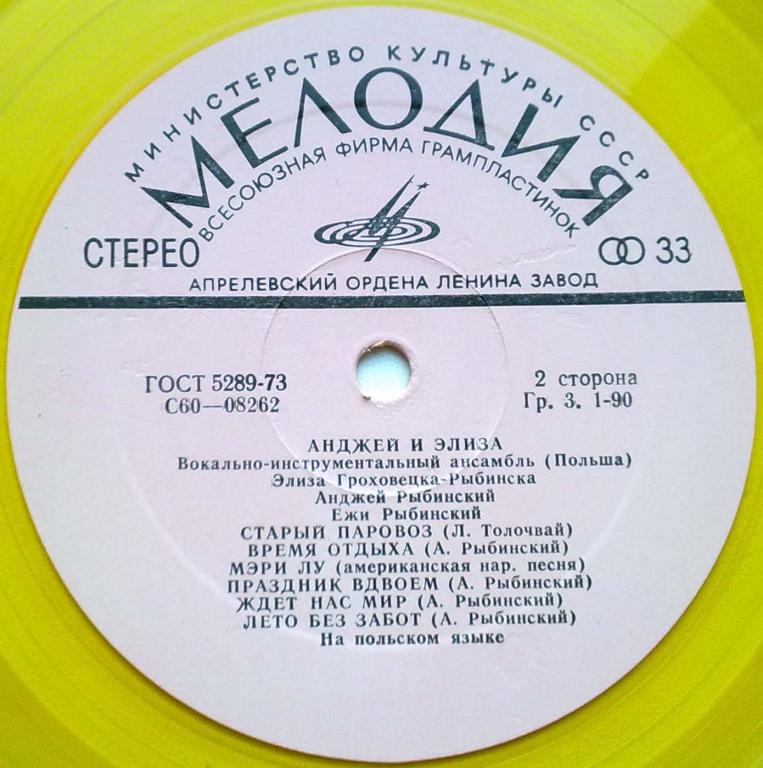 МИНИСТЕРСТВО КУЛЬТУРЫ СССР
МЕЛОДИЯ
ВСЕСОЮЗНАЯ ФИРМА ГРАМПЛАСТИНОК
СТЕРЕО
33
АПРЕЛЕВСКИЙ ОРДЕНА ЛЕНИНА ЗАВОД
ГОСТ 5289-73
С60—08262
2 сторона
Гр. 3. 1-90
АНДЖЕЙ И ЭЛИЗА
Вокально-инструментальный ансамбль (Польша)
Элиза Гроховецка-Рыбинска
Анджей Рыбинский
Ежи Рыбинский
СТАРЫЙ ПАРОВОЗ (Л. Толочвай)
ВРЕМЯ ОТДЫХА (А. Рыбинский)
МЭРИ ЛУ (американская нар. песня)
ПРАЗДНИК ВДВОЕМ (А. Рыбинский)
ЖДЕТ НАС МИР (А. Рыбинский)
ЛЕТО БЕЗ ЗАБОТ (А. Рыбинский)
На польском языке